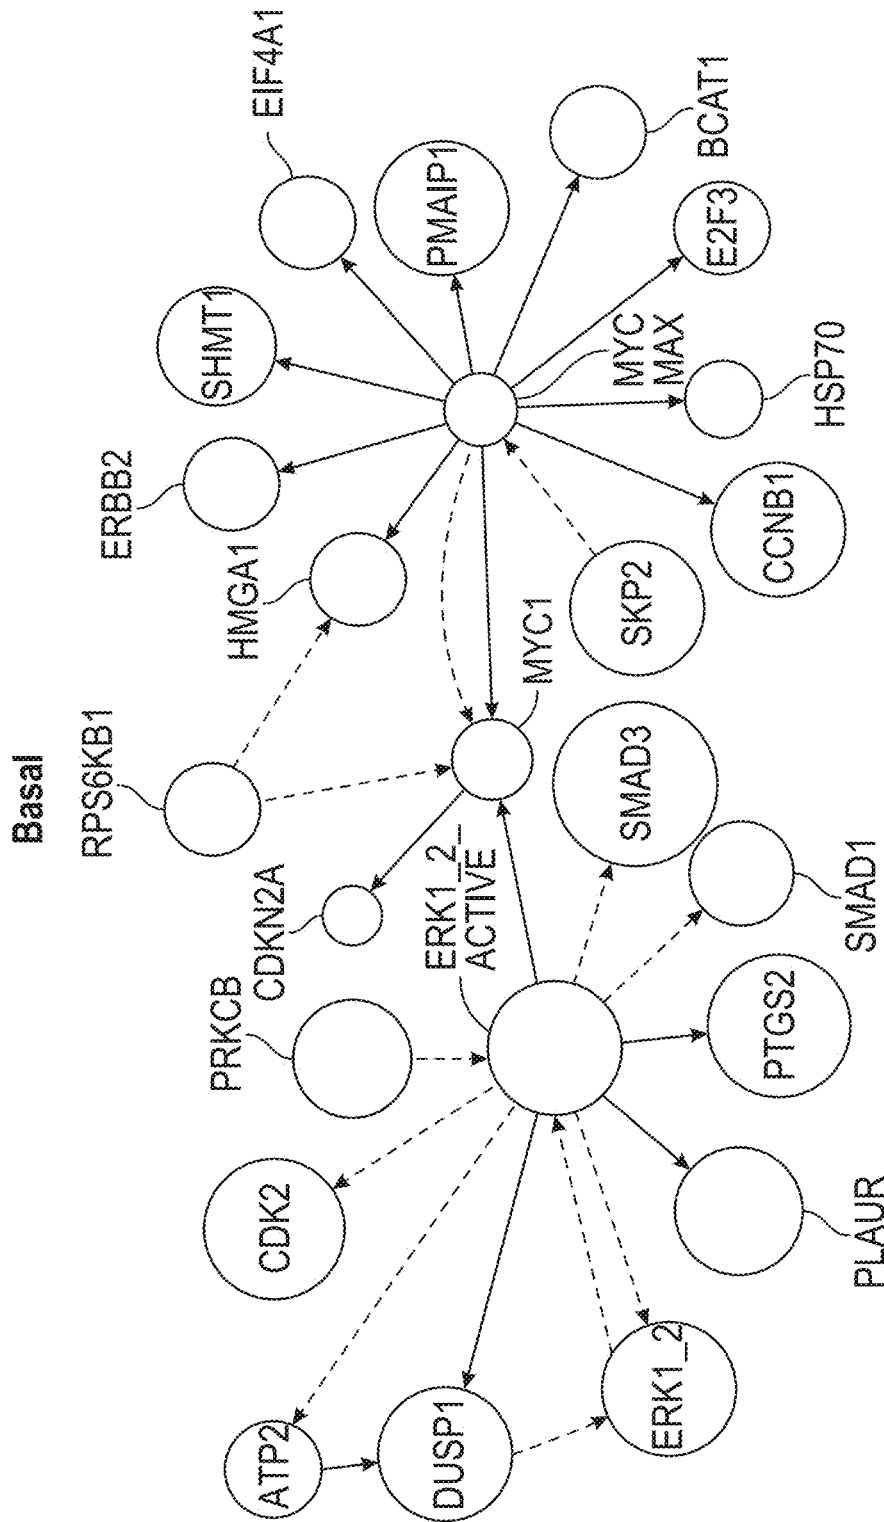 Basal
RPS6KB1
ERBB2
SHMT1
EIF4A1
HMGA1
PMAIP1
CDKN2A
PRKCB
CDK2
ATP2
ERK1_2_
ACTIVE
MYC1
MYC
MAX
BCAT1
E2F3
HSP70
CCNB1
SKP2
SMAD3
SMAD1
PTGS2
PLAUR
ERK1_2
DUSP1